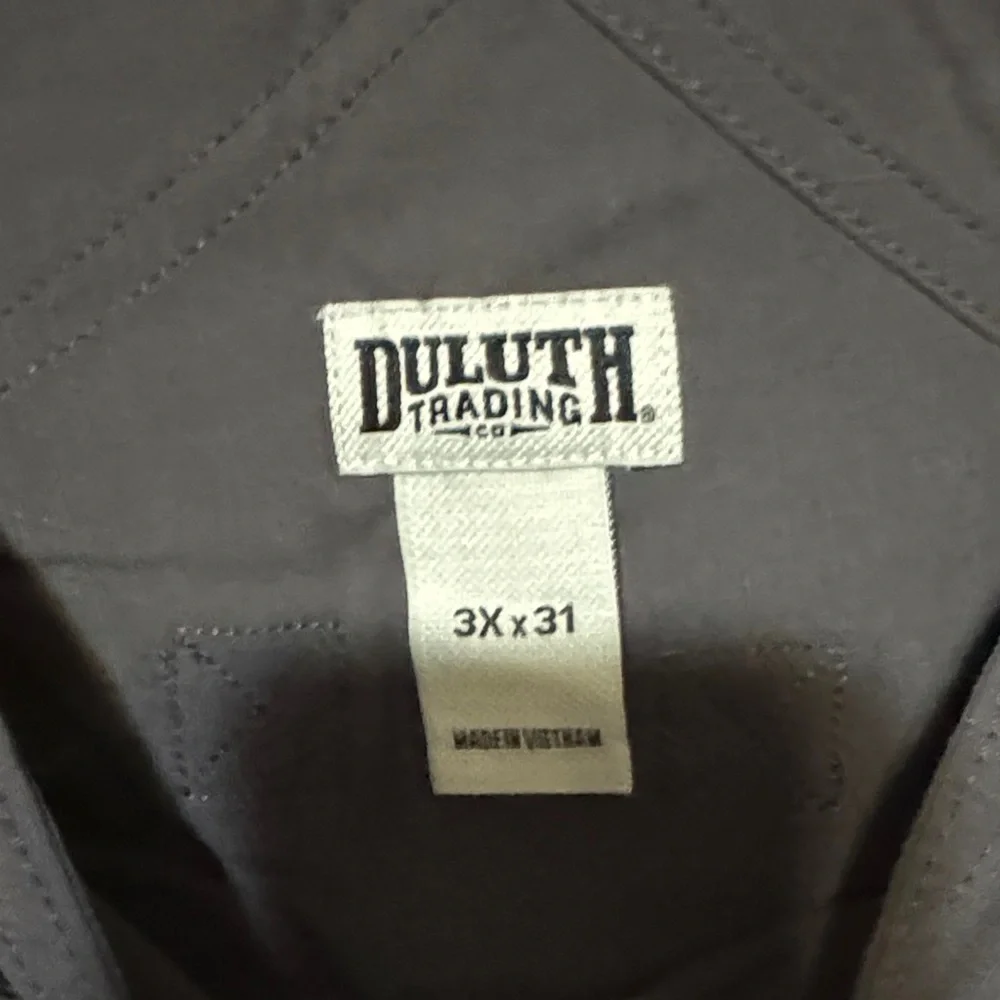 DULUTH
TRADING
CO
3X x 31
MADE IN VIETNAM